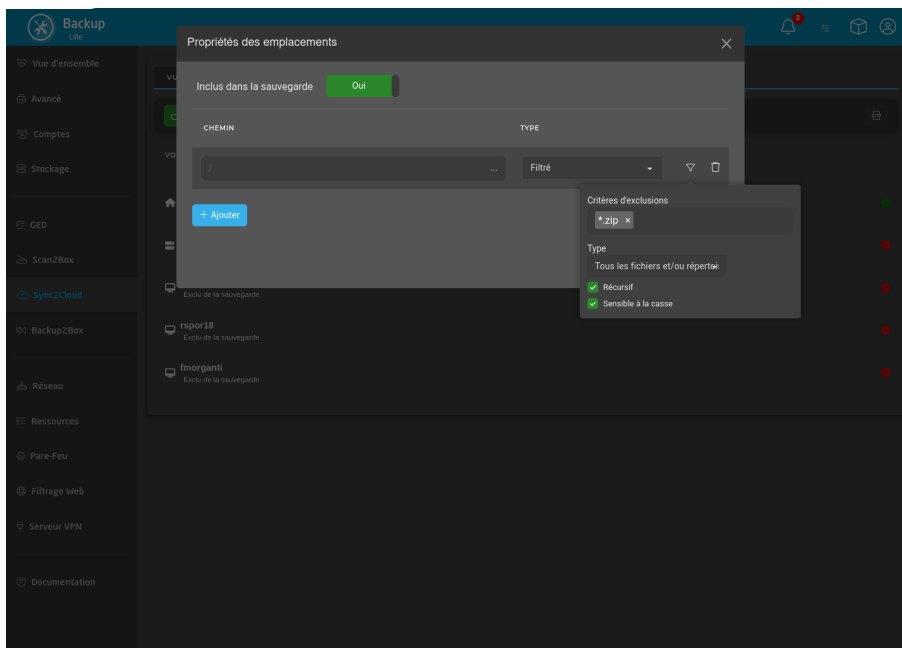 Backup
Lille
2
Propriétés des emplacements
Vue d'ensemble
Avancé
Comptes
Stockage
GED
Scan2Box
Sync2Cloud
Backup2Box
Réseau
Ressources
Pare-Feu
Filtrage Web
Serveur VPN
Documentation
Inclus dans la sauvegarde
Oui
CHEMIN
TYPE
/
...
Filtré
+ Ajouter
Critères d'exclusions
*.zip ×
Type
Tous les fichiers et/ou
Récursif
Sensible à la casse
Exclu de la sauvegarde
rspor18
Exclu de la sauvegarde
fmorganti
Exclu de la sauvegarde